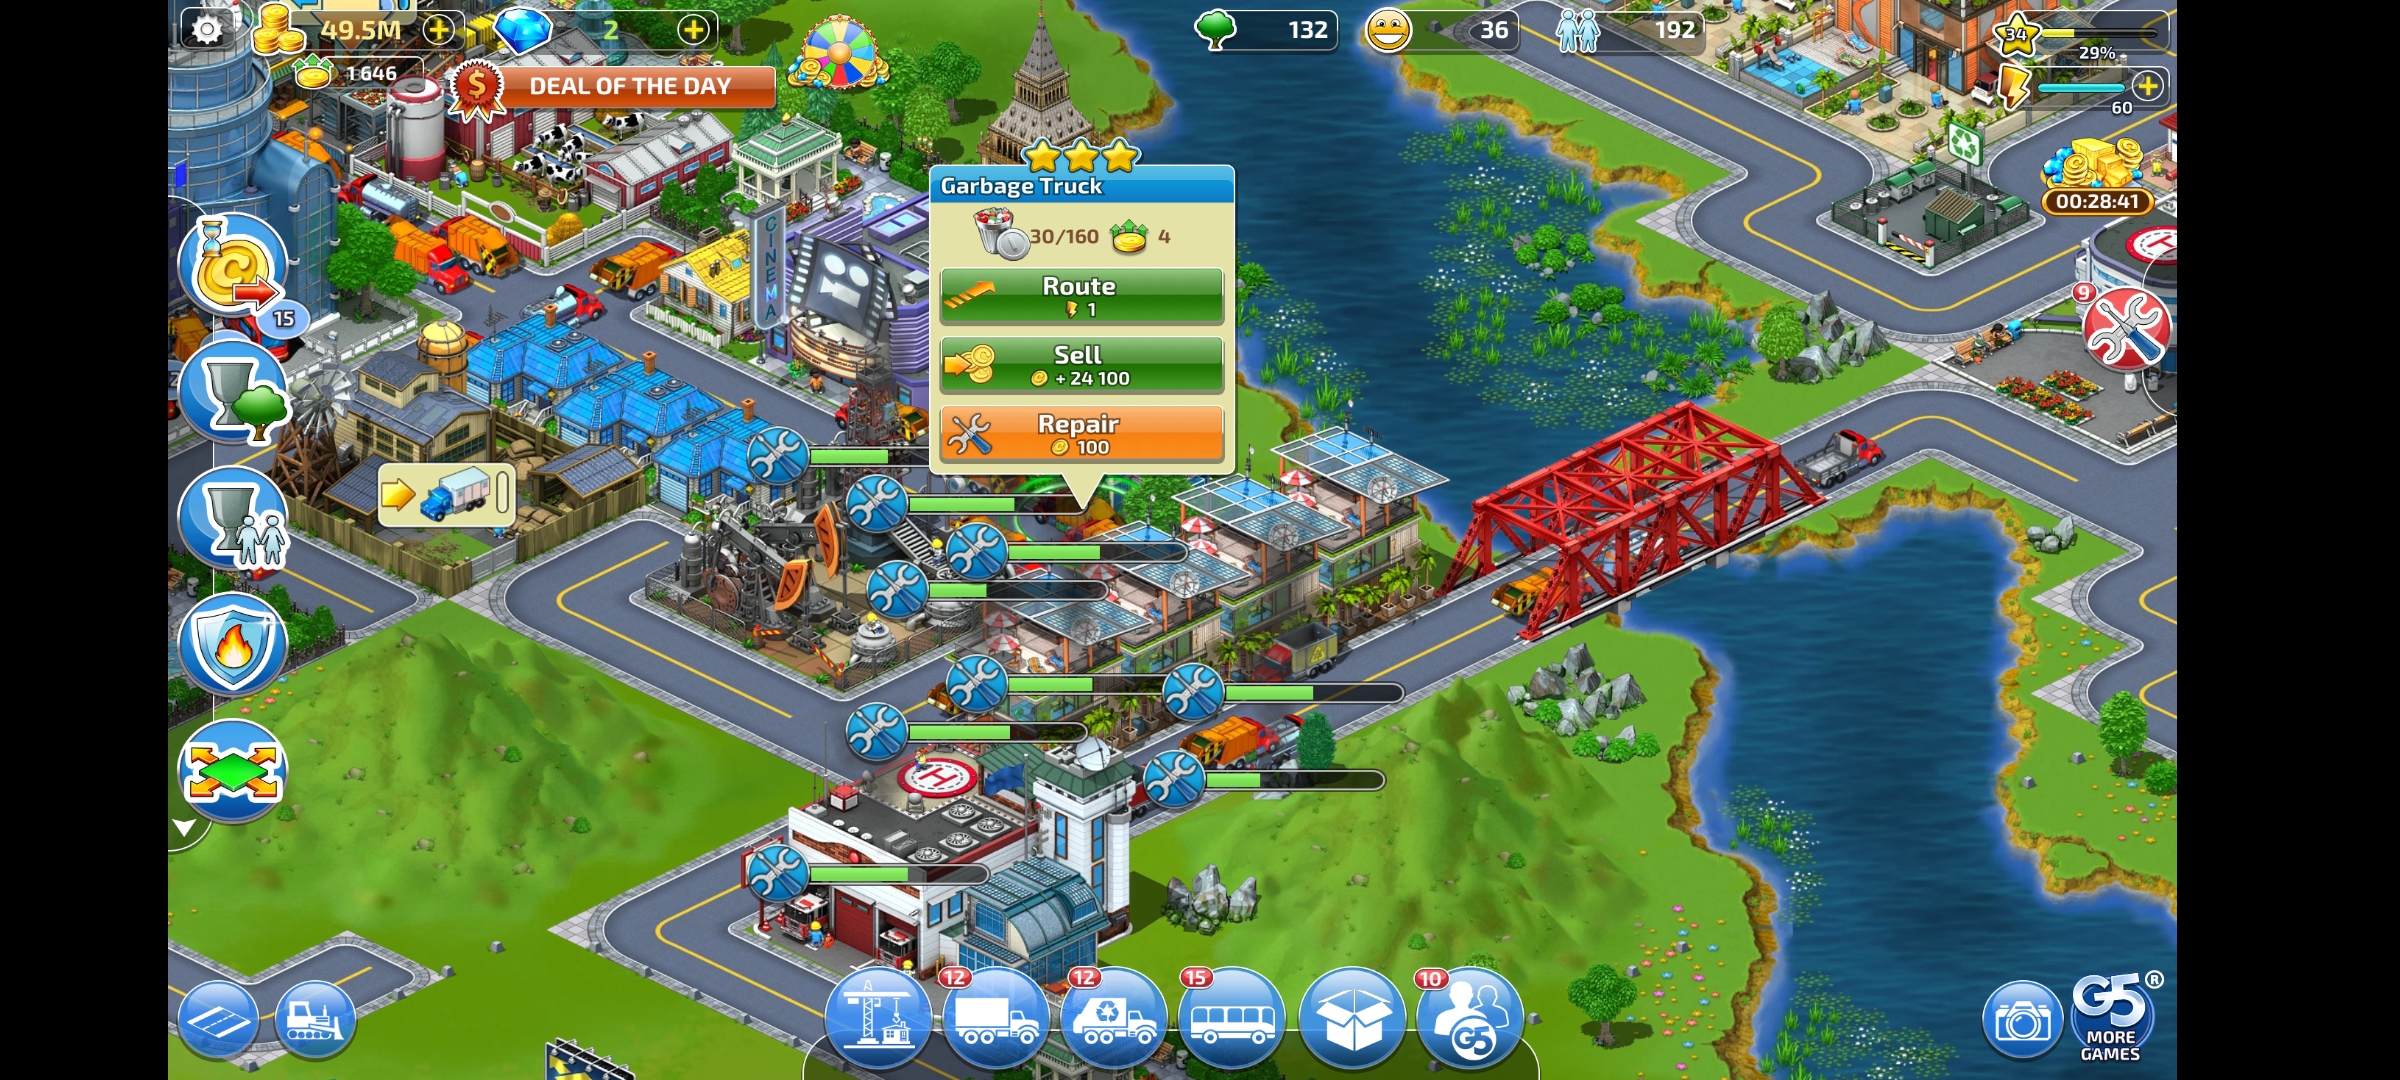 49.5M
2
132
36
192
34
29%
1 646
DEAL OF THE DAY
60
Garbage Truck
30/160
4
00:28:41
CINEMA
Route
1
9
15
Sell
+ 24 100
Repair
100
H
H
12
12
15
10
G5
G5®
MORE
GAMES